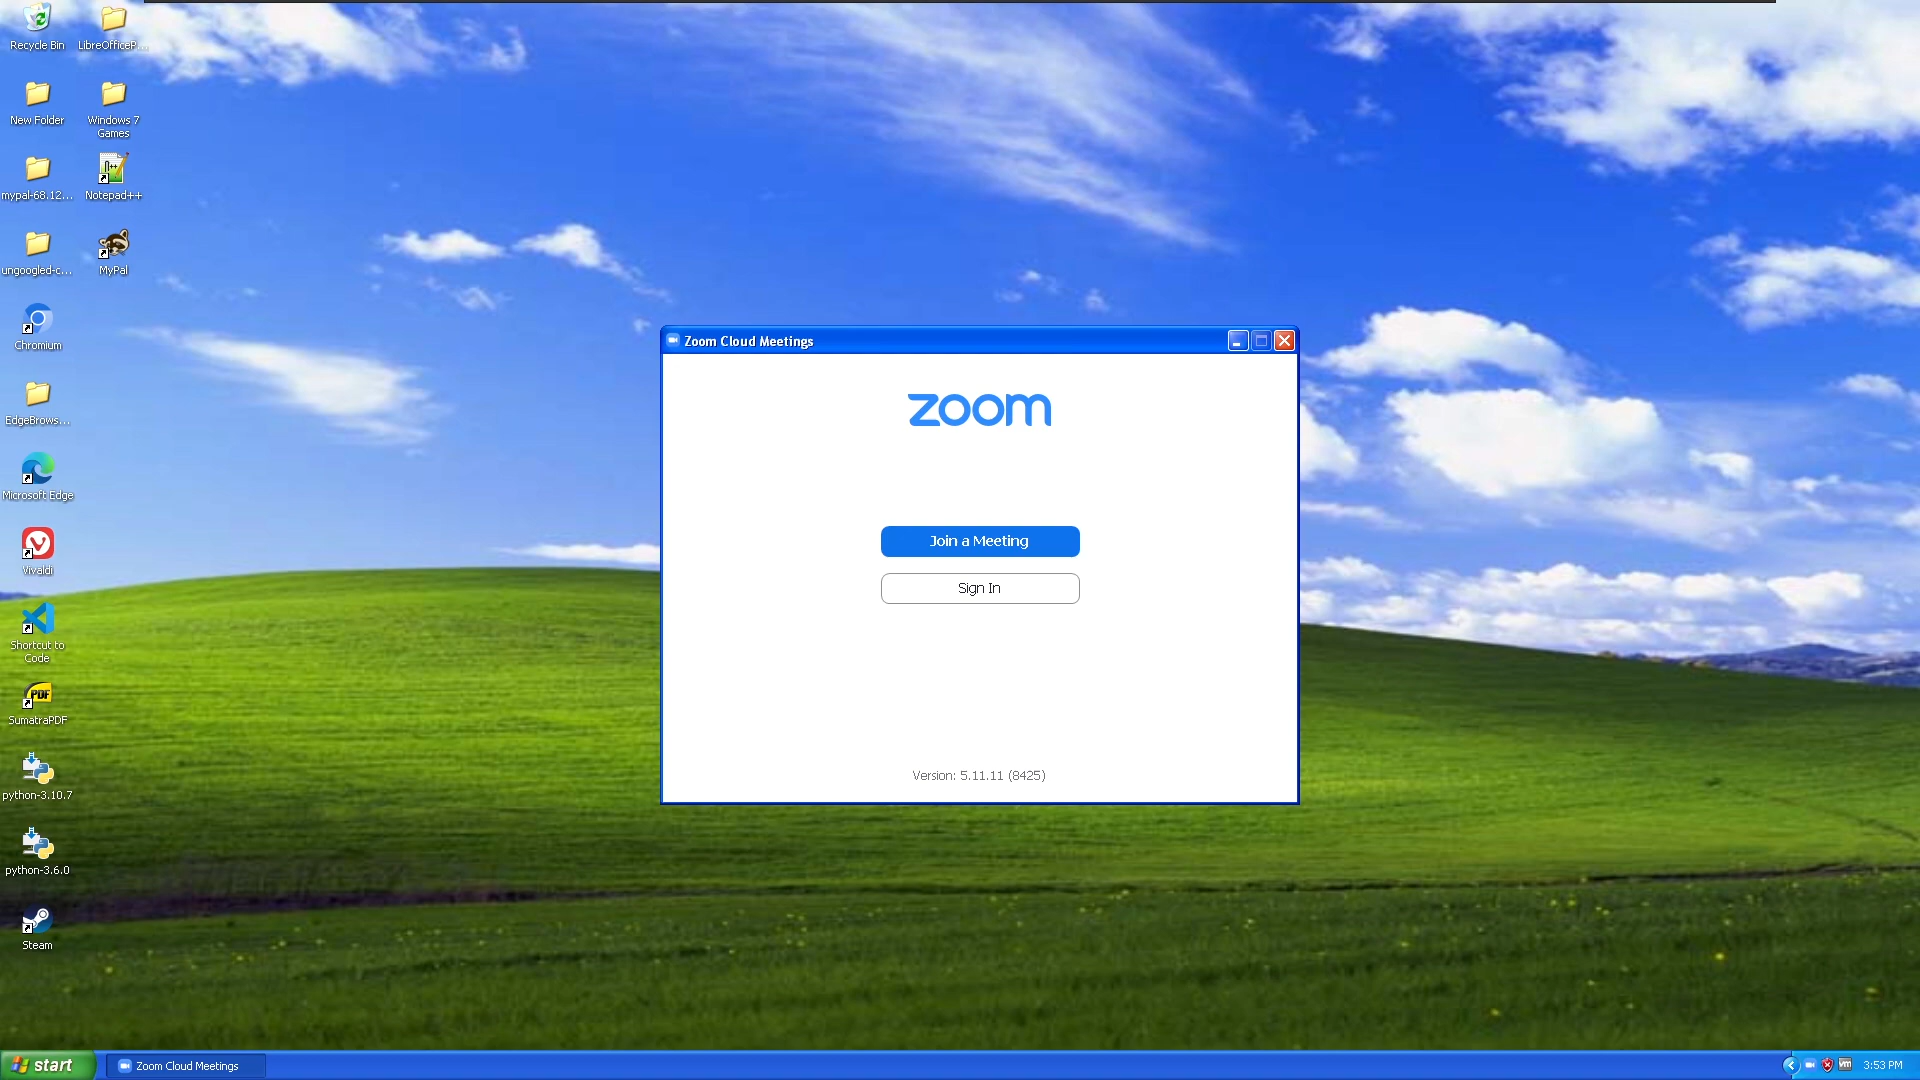 Recycle Bin
LibreOfficeP...
New Folder
Windows 7
Games
mypal-68.12...
Notepad++
ungoogled-c...
MyPal
Chromium
EdgeBrows...
Microsoft Edge
Vivaldi
Shortcut to
Code
PDF
SumatraPDF
python-3.10.7
python-3.6.0
Steam
Zoom Cloud Meetings
zoom
Join a Meeting
Sign In
Version: 5.11.11 (8425)
start
Zoom Cloud Meetings
vm
3:53 PM